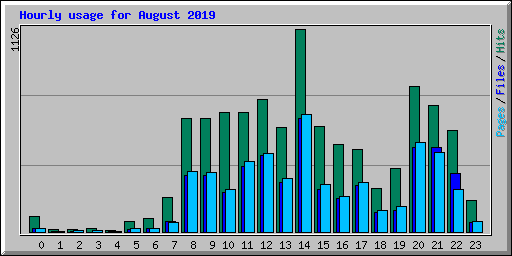 Hourly usage for August 2019
1126
Pages/Files/Hits
0 1 2 3 4 5 6 7 8 9 10 11 12 13 14 15 16 17 18 19 20 21 22 23